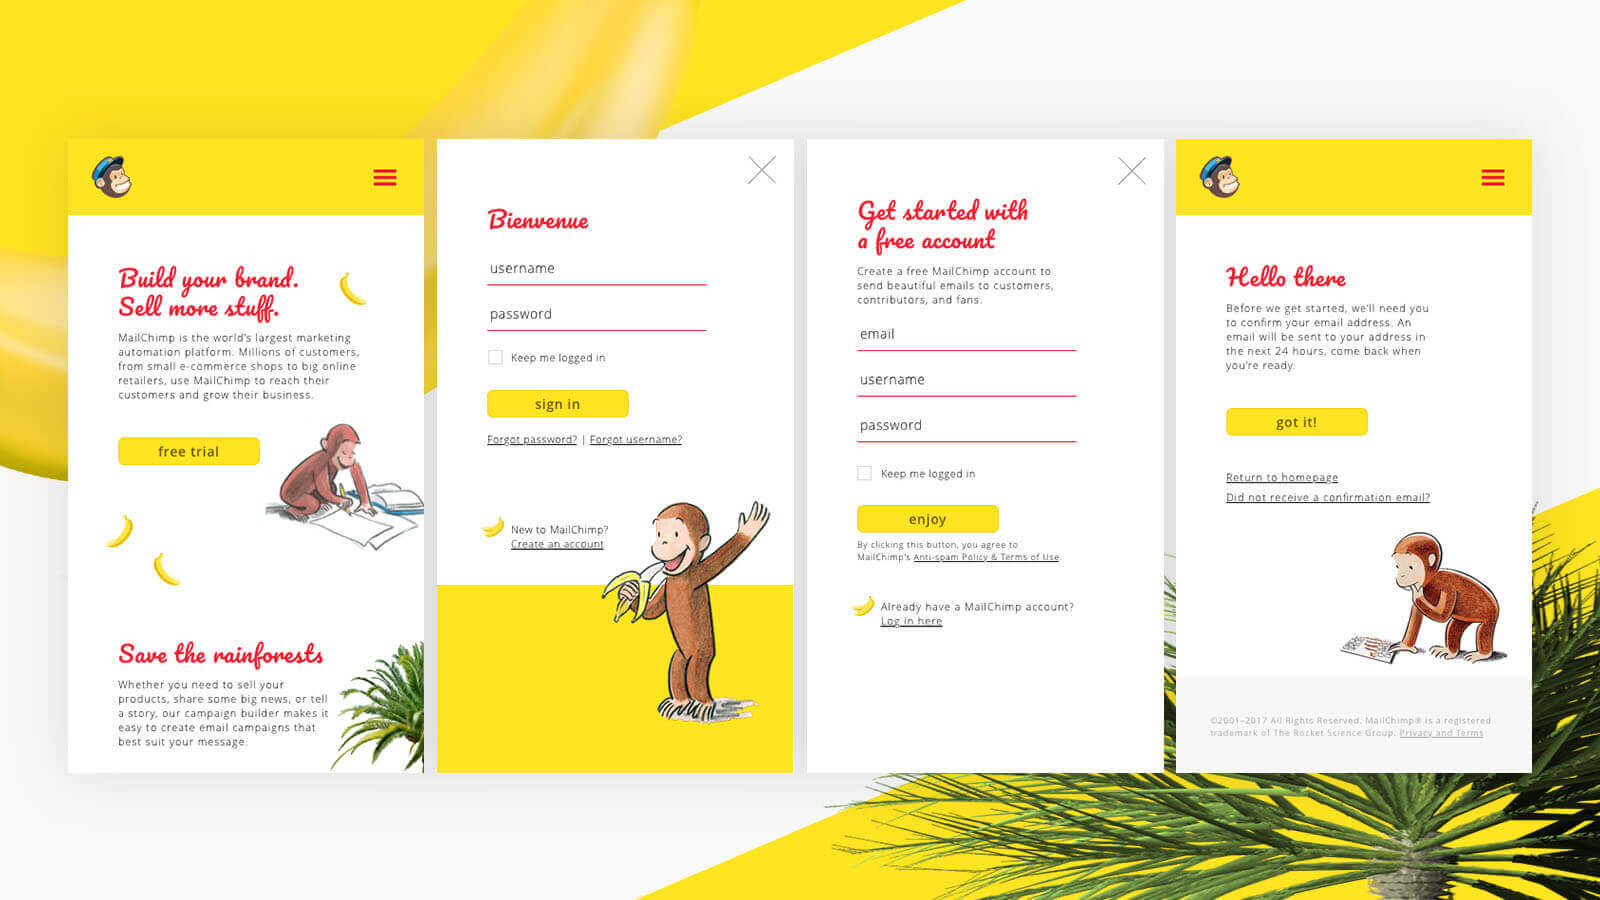 Build your brand.
Sell more stuff.
MailChimp is the world's largest marketing
automation platform. Millions of customers,
from small e-commerce shops to big online
retailers, use MailChimp to reach their
customers and grow their business.
free trial
Save the rainforests
Whether you need to sell your
products, share some big news, or tell
a story, our campaign builder makes it
easy to create email campaigns that
best suit your message.
Bienvenue
username
password
Keep me logged in
sign in
Forgot password? | Forgot username?
New to MailChimp?
Create an account
Get started with
a free account
Create a free MailChimp account to
send beautiful emails to customers,
contributors, and fans.
email
username
password
Keep me logged in
enjoy
By clicking this button, you agree to
MailChimp's Anti-spam Policy & Terms of Use.
Already have a MailChimp account?
Log in here
Hello there
Before we get started, we'll need you
to confirm your email address. An
email will be sent to your address in
the next 24 hours, come back when
you're ready.
got it!
Return to homepage
Did not receive a confirmation email?
©2001–2017 All Rights Reserved. MailChimp® is a registered
trademark of The Rocket Science Group. Privacy and Terms